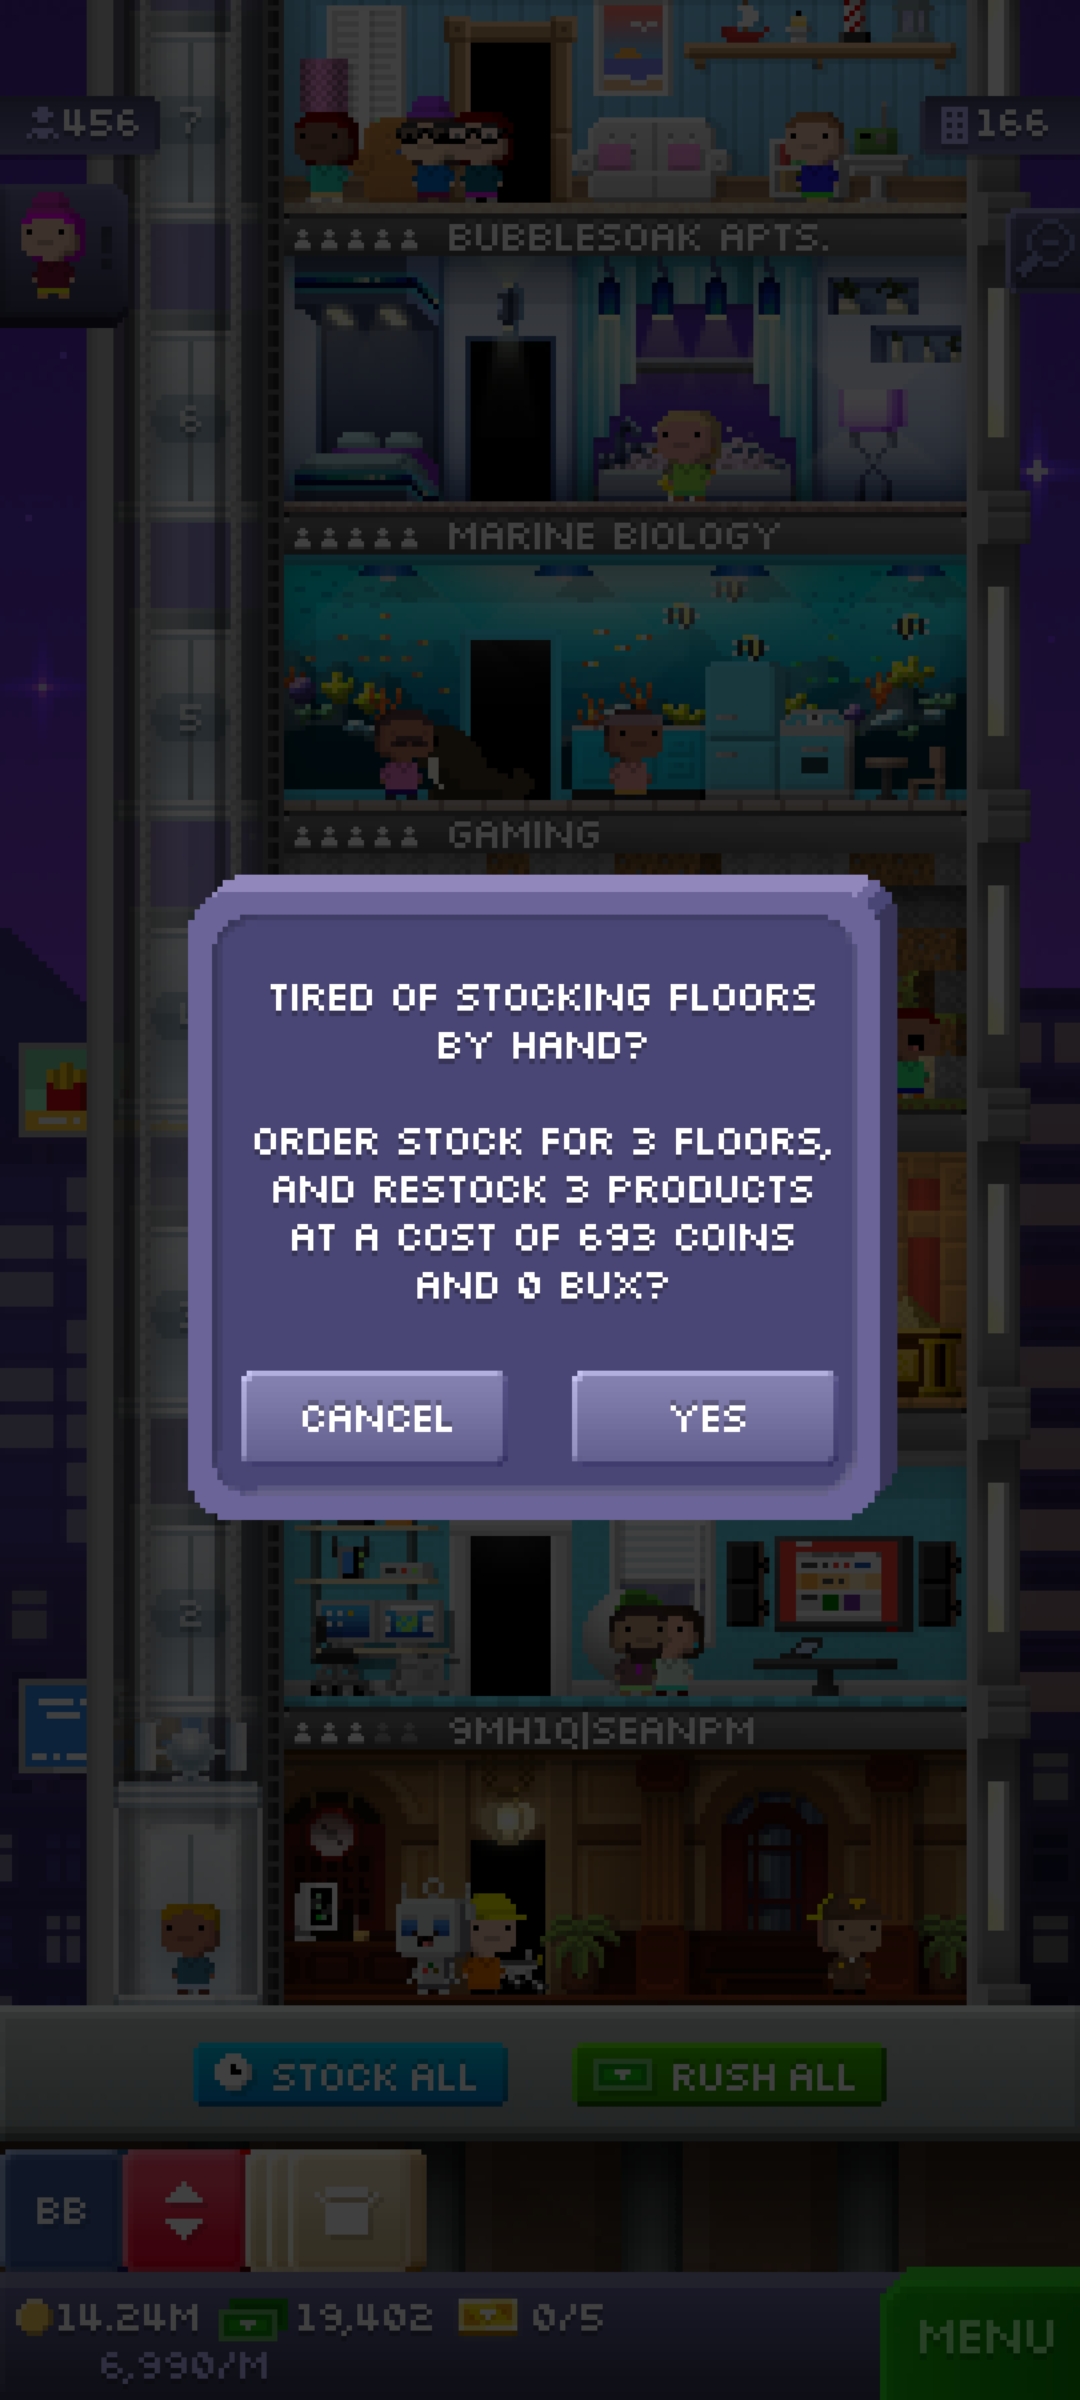 456
7
166
BUBBLESOAK APTS.
6
MARINE BIOLOGY
5
GAMING
TIRED OF STOCKING FLOORS
BY HAND?
ORDER STOCK FOR 3 FLOORS,
AND RESTOCK 3 PRODUCTS
AT A COST OF 693 COINS
AND 0 BUX?
CANCEL
YES
2
9MH1Q|SEANPM
STOCK ALL
RUSH ALL
BB
14.24M
19,402
0/5
6,990/M
MENU